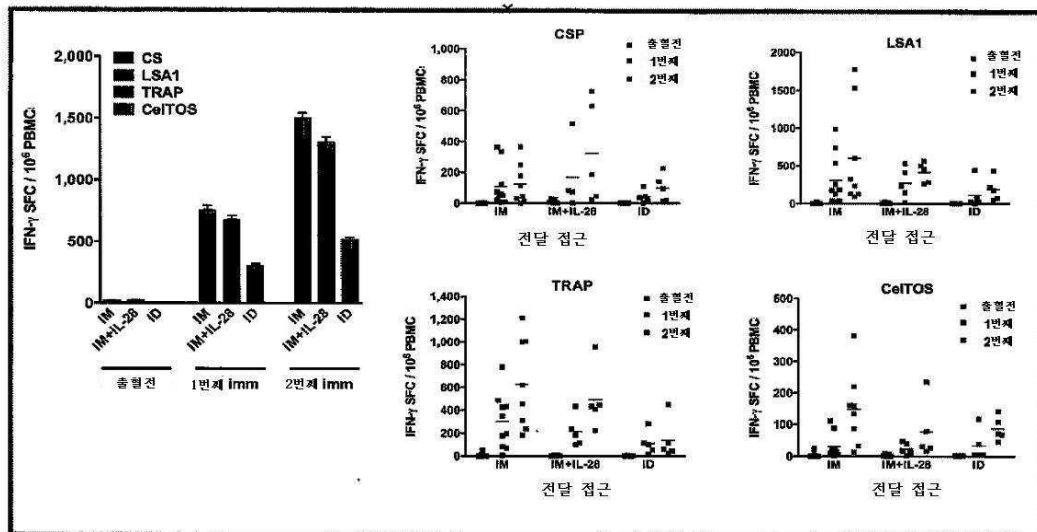 2,000
1,500
1,000
500
0
IFN-γ SFC / 10⁶ PBMC
CS
LSA1
TRAP
CelTOS
IM
IM+IL-28
ID
IM
IM+IL-28
ID
IM
IM+IL-28
ID
출혈전
1번째 imm
2번째 imm
CSP
1,000
800
600
400
200
0
IFN-γ SFC / 10⁶ PBMC
출혈전
1번째
2번째
IM
IM+IL-28
ID
전달 접근
LSA1
2000
1500
1000
500
0
IFN-γ SFC / 10⁶ PBMC
출혈전
1번째
2번째
IM
IM+IL-28
ID
전달 접근
TRAP
1,400
1,200
1,000
800
600
400
200
0
IFN-γ SFC / 10⁶ PBMC
출혈전
1번째
2번째
IM
IM+IL-28
ID
전달 접근
CelTOS
600
400
200
100
0
IFN-γ SFC / 10⁶ PBMC
출혈전
1번째
2번째
IM
IM+IL-28
ID
전달 접근